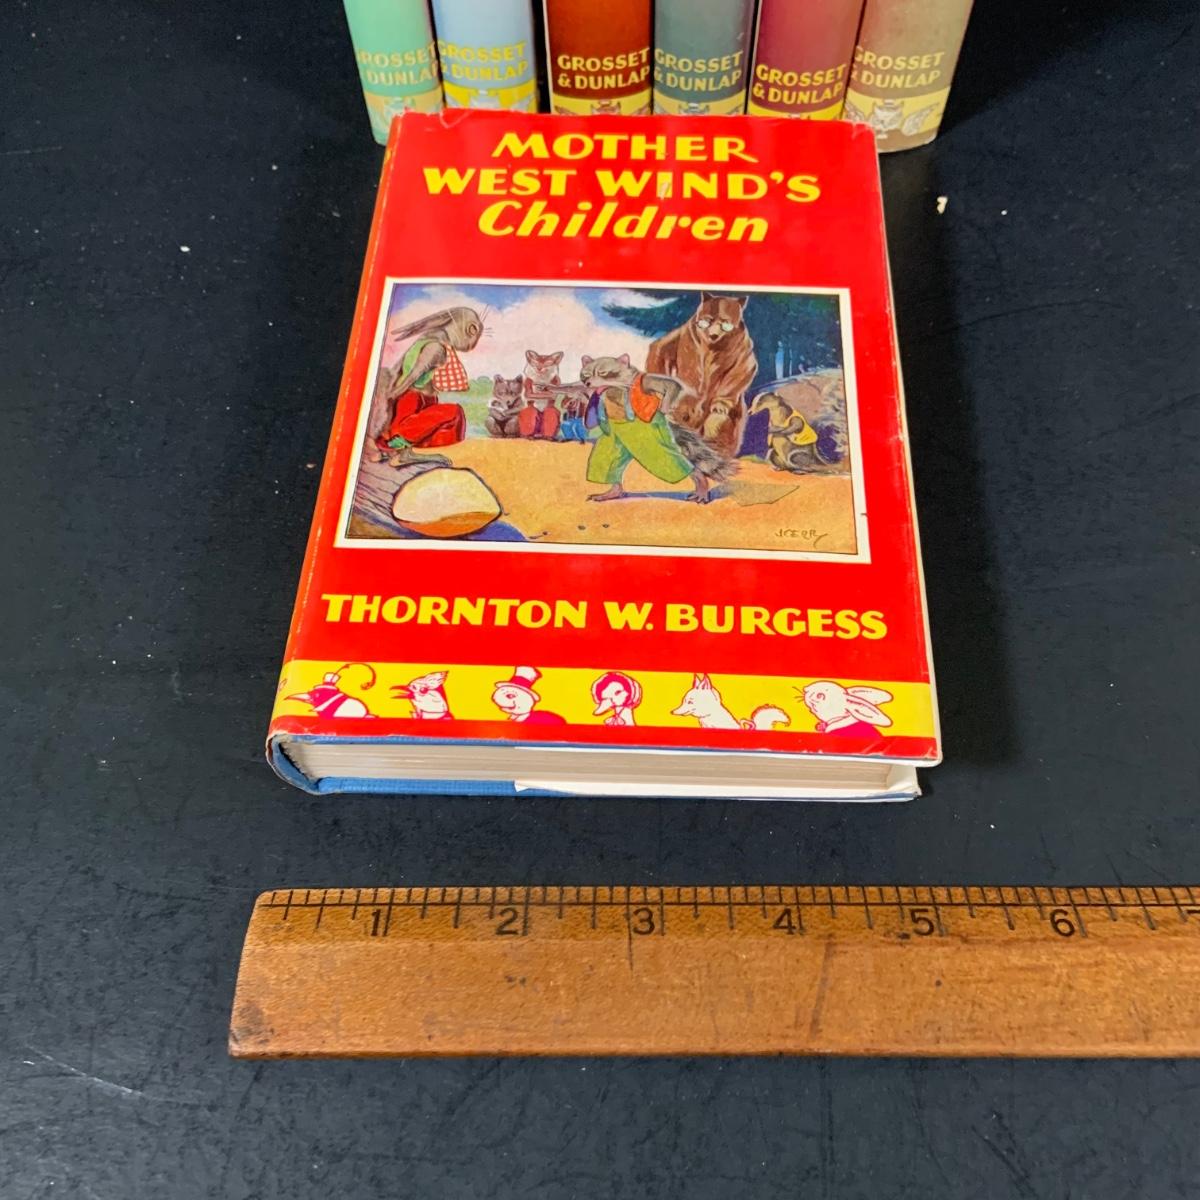 GROSSET
& DUNLAP
GROSSET
& DUNLAP
GROSSET
& DUNLAP
GROSSET
& DUNLAP
GROSSET
& DUNLAP
GROSSET
& DUNLAP
MOTHER
WEST WIND'S
Children
THORNTON W. BURGESS
1 2 3 4 5 6